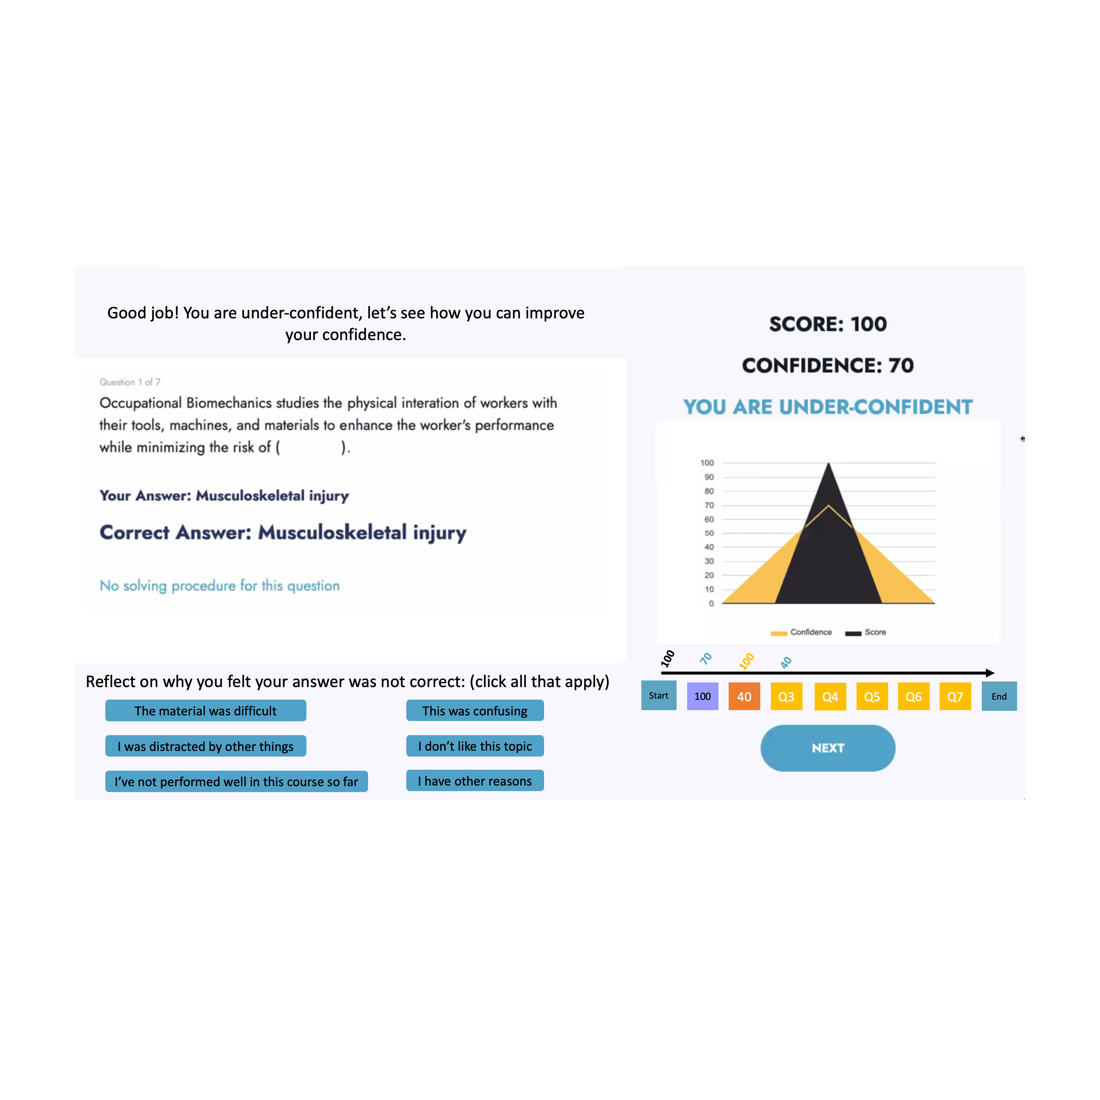 Good job! You are under-confident, let's see how you can improve
your confidence.
Question 1 of 7
Occupational Biomechanics studies the physical interation of workers with
their tools, machines, and materials to enhance the worker's performance
while minimizing the risk of ( ).
Your Answer: Musculoskeletal injury
Correct Answer: Musculoskeletal injury
No solving procedure for this question
Reflect on why you felt your answer was not correct: (click all that apply)
The material was difficult
This was confusing
I was distracted by other things
I don't like this topic
I've not performed well in this course so far
I have other reasons
SCORE: 100
CONFIDENCE: 70
YOU ARE UNDER-CONFIDENT
100
90
80
70
60
50
40
30
20
10
0
Confidence Score
100 70 100 40
Start 100 40 Q3 Q4 Q5 Q6 Q7 End
NEXT